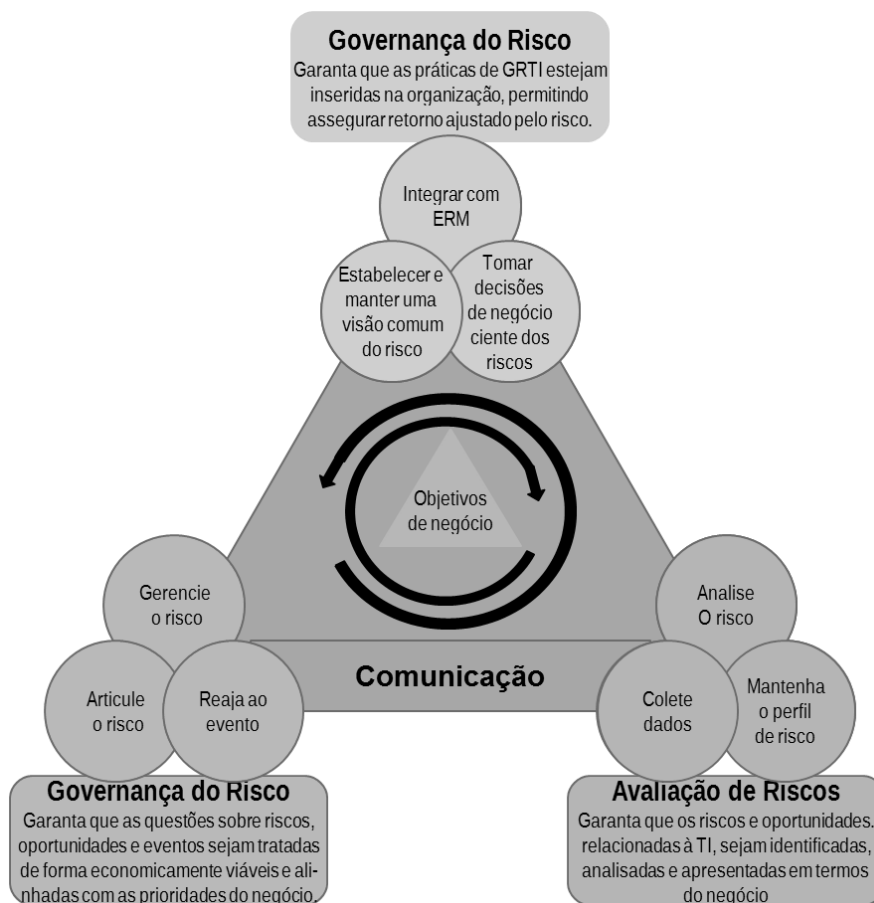 Governança do Risco
Garanta que as práticas de GRTI estejam
inseridas na organização, permitindo
assegurar retorno ajustado pelo risco.
Integrar com
ERM
Estabelecer e
manter uma
visão comum
do risco
Tomar
decisões
de negócio
ciente dos
riscos
Objetivos
de negócio
Gerencie
o risco
Articule
o risco
Reaja ao
evento
Comunicação
Analise
O risco
Colete
dados
Mantenha
o perfil
de risco
Governança do Risco
Garanta que as questões sobre riscos,
oportunidades e eventos sejam tratadas
de forma economicamente viáveis e ali-
nhadas com as prioridades do negócio.
Avaliação de Riscos
Garanta que os riscos e oportunidades.
relacionadas à TI, sejam identificadas,
analisadas e apresentadas em termos
do negócio